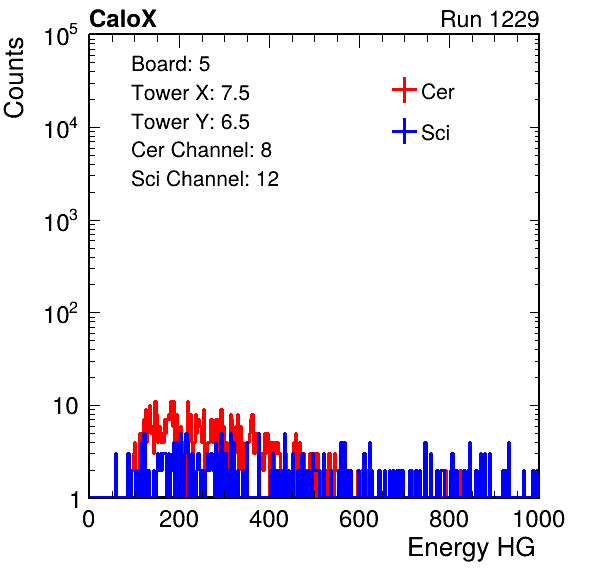 CaloX Run 1229
Counts
10^5
10^4
10^3
10^2
10
1
Board: 5
Tower X: 7.5
Tower Y: 6.5
Cer Channel: 8
Sci Channel: 12
Cer
Sci
0 200 400 600 800 1000
Energy HG